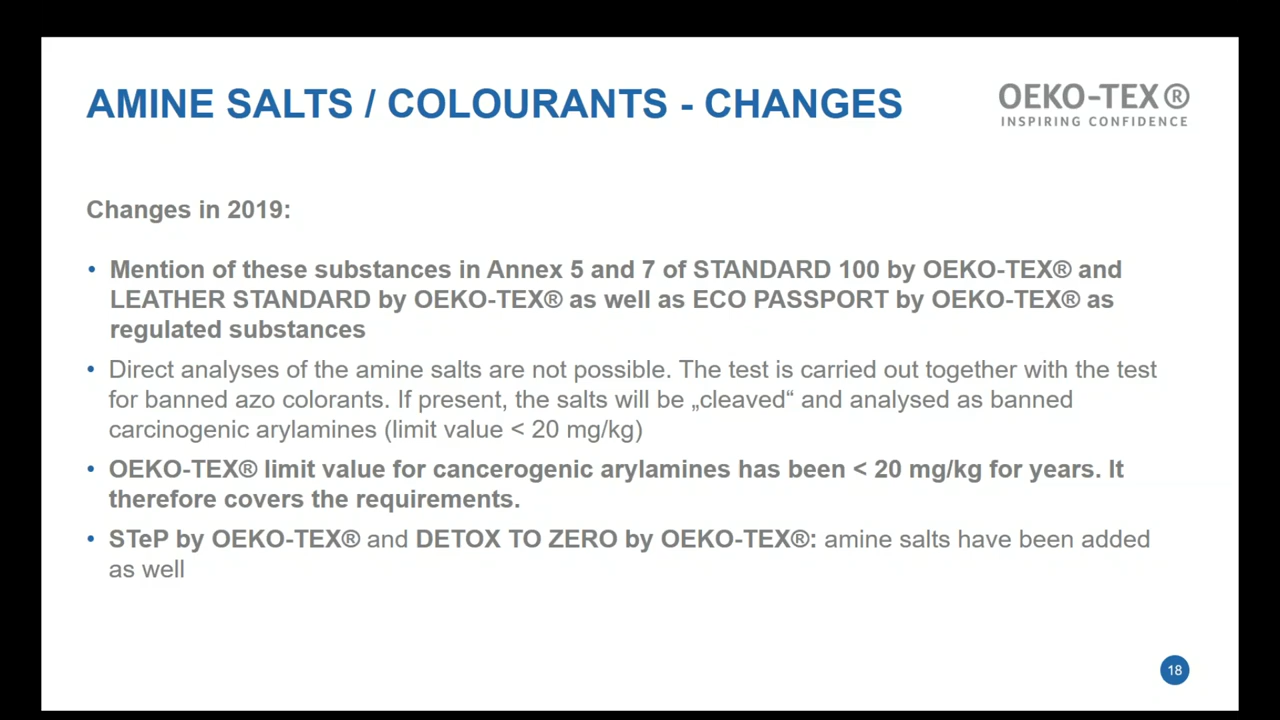 AMINE SALTS / COLOURANTS - CHANGES
OEKO-TEX®
INSPIRING CONFIDENCE
Changes in 2019:
• Mention of these substances in Annex 5 and 7 of STANDARD 100 by OEKO-TEX® and
LEATHER STANDARD by OEKO-TEX® as well as ECO PASSPORT by OEKO-TEX® as
regulated substances
• Direct analyses of the amine salts are not possible. The test is carried out together with the test
for banned azo colorants. If present, the salts will be „cleaved“ and analysed as banned
carcinogenic arylamines (limit value < 20 mg/kg)
• OEKO-TEX® limit value for cancerogenic arylamines has been < 20 mg/kg for years. It
therefore covers the requirements.
• STeP by OEKO-TEX® and DETOX TO ZERO by OEKO-TEX®: amine salts have been added
as well
18